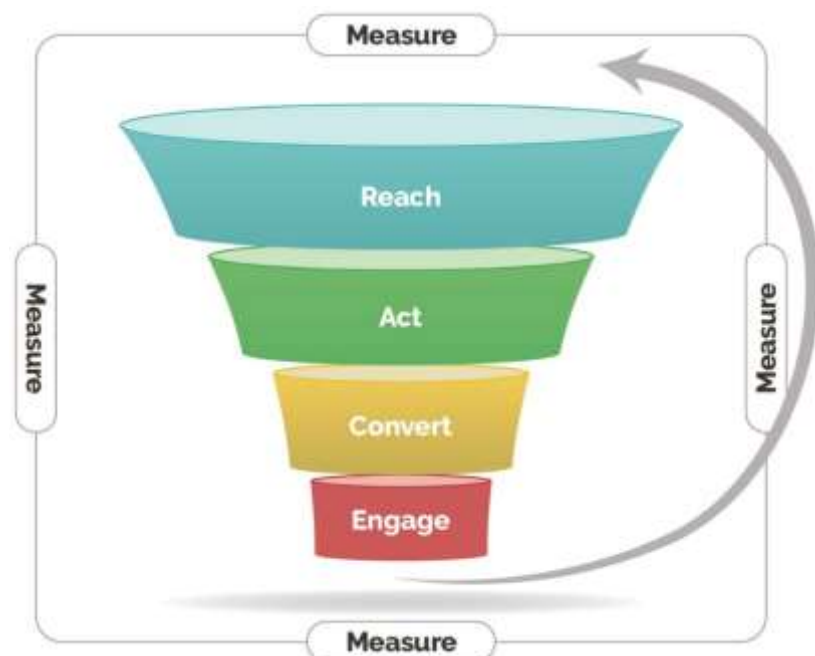 Measure
Reach
Measure
Act
Measure
Convert
Engage
Measure